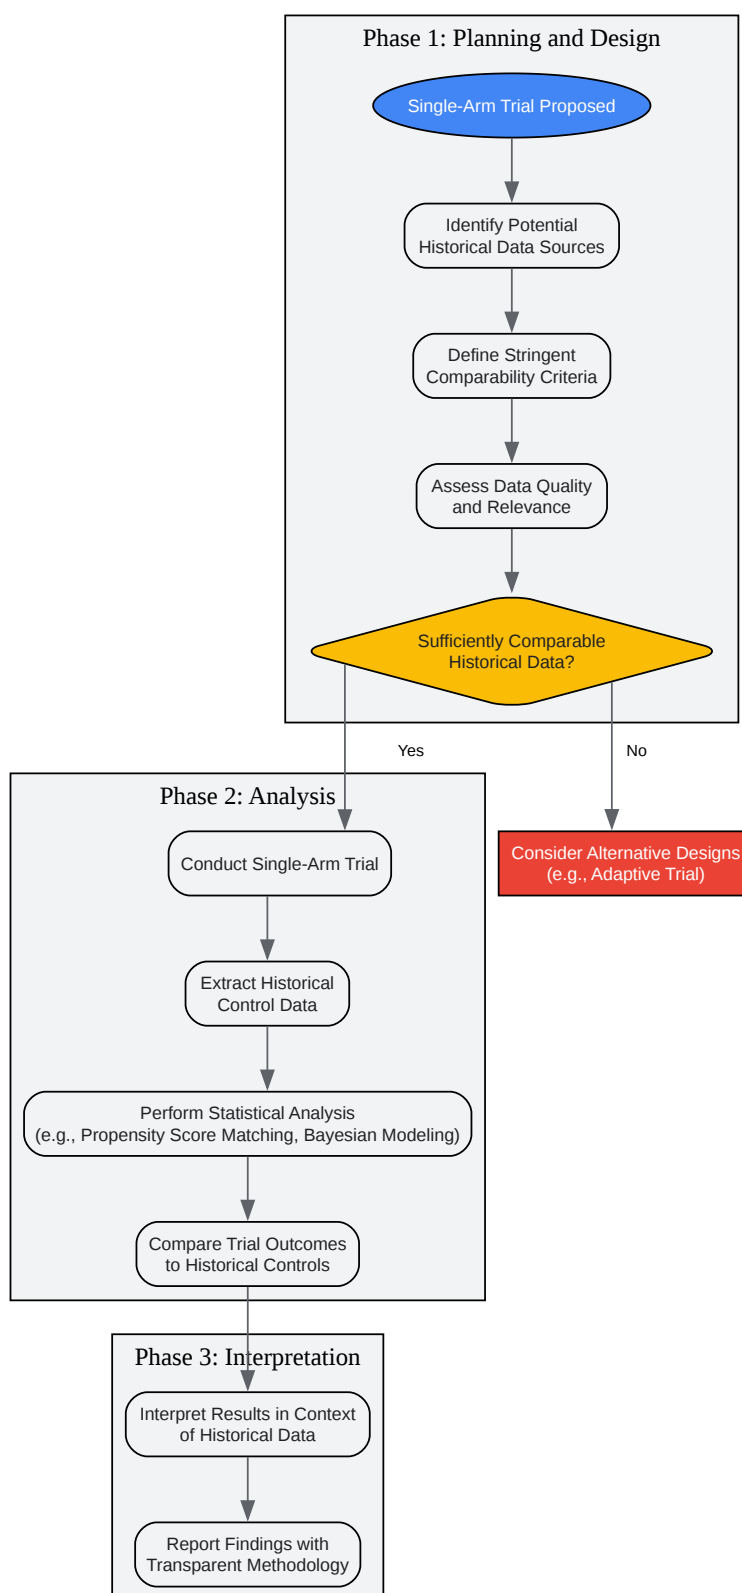 Phase 1: Planning and Design
Single-Arm Trial Proposed
Identify Potential
Historical Data Sources
Define Stringent
Comparability Criteria
Assess Data Quality
and Relevance
Sufficiently Comparable
Historical Data?
Yes
No
Phase 2: Analysis
Conduct Single-Arm Trial
Consider Alternative Designs
(e.g., Adaptive Trial)
Extract Historical
Control Data
Perform Statistical Analysis
(e.g., Propensity Score Matching, Bayesian Modeling)
Compare Trial Outcomes
to Historical Controls
Phase 3: Interpretation
Interpret Results in Context
of Historical Data
Report Findings with
Transparent Methodology